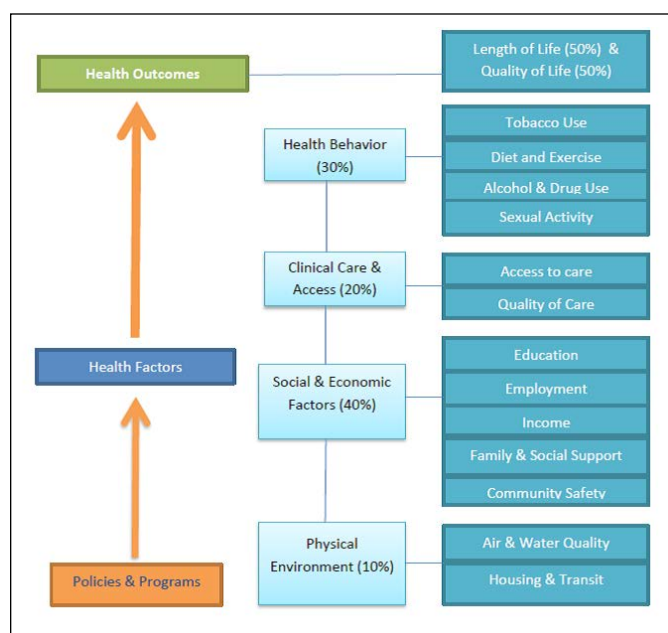 Health Outcomes
Length of Life (50%) &
Quality of Life (50%)
Health Behavior
(30%)
Tobacco Use
Diet and Exercise
Alcohol & Drug Use
Sexual Activity
Clinical Care &
Access (20%)
Access to care
Quality of Care
Health Factors
Social & Economic
Factors (40%)
Education
Employment
Income
Family & Social Support
Community Safety
Policies & Programs
Physical
Environment (10%)
Air & Water Quality
Housing & Transit